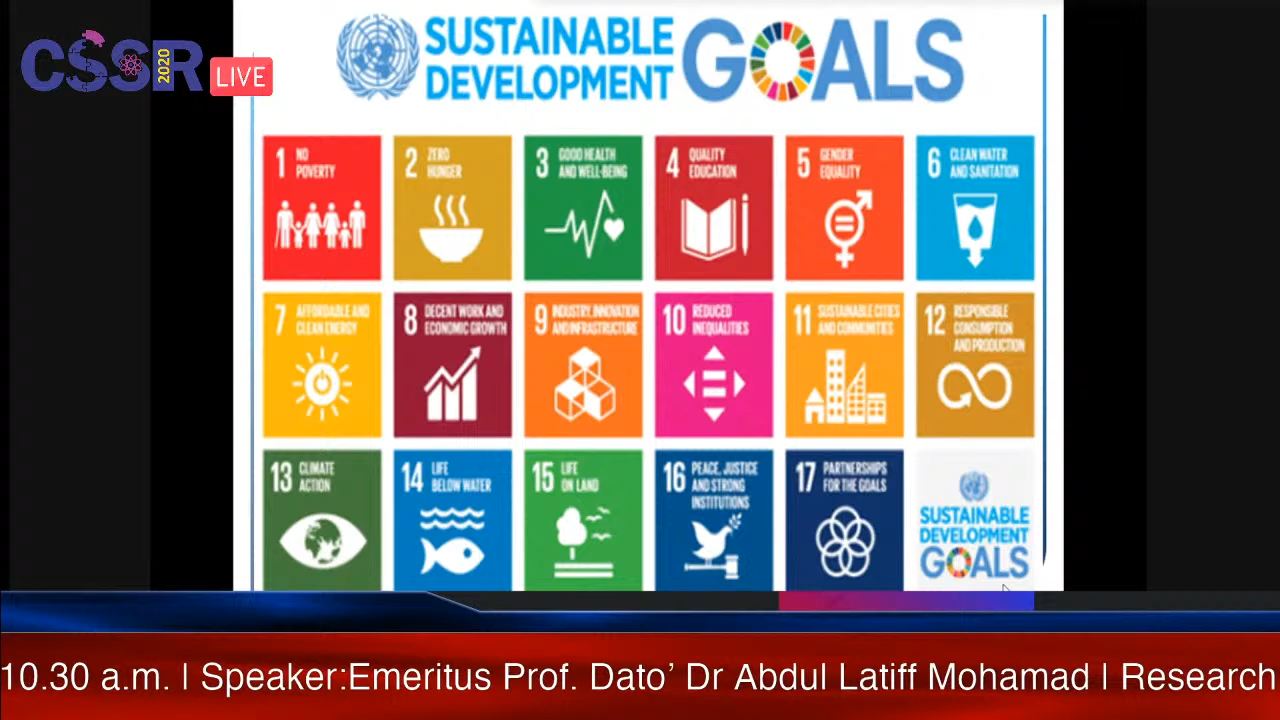 CSSR 2020
LIVE
SUSTAINABLE
DEVELOPMENT
GOALS
1 NO
POVERTY
2 ZERO
HUNGER
3 GOOD HEALTH
AND WELL-BEING
4 QUALITY
EDUCATION
5 GENDER
EQUALITY
6 CLEAN WATER
AND SANITATION
7 AFFORDABLE AND
CLEAN ENERGY
8 DECENT WORK AND
ECONOMIC GROWTH
9 INDUSTRY, INNOVATION
AND INFRASTRUCTURE
10 REDUCED
INEQUALITIES
11 SUSTAINABLE CITIES
AND COMMUNITIES
12 RESPONSIBLE
CONSUMPTION
AND PRODUCTION
13 CLIMATE
ACTION
14 LIFE
BELOW WATER
15 LIFE
ON LAND
16 PEACE, JUSTICE
AND STRONG
INSTITUTIONS
17 PARTNERSHIPS
FOR THE GOALS
SUSTAINABLE
DEVELOPMENT
GOALS
10.30 a.m. | Speaker:Emeritus Prof. Dato’ Dr Abdul Latiff Mohamad | Research